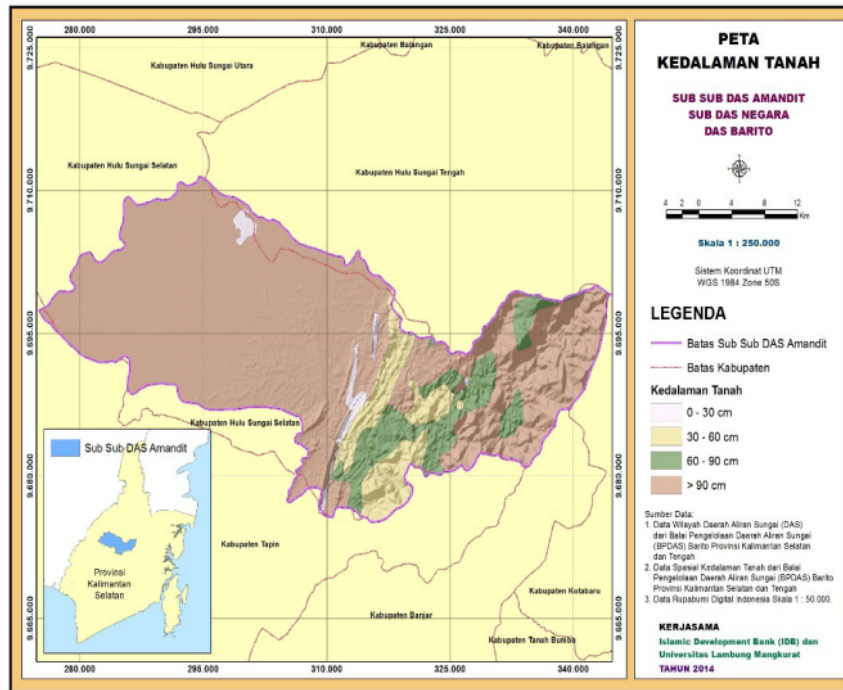 280.000 295.000 310.000 325.000 340.000
9.725.000 9.725.000
Kabupaten Balangan
Kabupaten Balangan
Kabupaten Hulu Sungai Utara
Kabupaten Hulu Sungai Selatan
Kabupaten Hulu Sungai Tengah
9.710.000 9.710.000
9.695.000 9.695.000
Kabupaten Hulu Sungai Selatan
9.680.000
Kabupaten Tapin
Kabupaten Kotabaru
Kabupaten Banjar
9.665.000 9.665.000
Kabupaten Tanah Bumbu
280.000 295.000 310.000 325.000 340.000
Sub Sub DAS Amandit
Provinsi
Kalimantan
Selatan
PETA
KEDALAMAN TANAH
SUB SUB DAS AMANDIT
SUB DAS NEGARA
DAS BARITO
4 2 0 4 8 12
Km
Skala 1 : 250.000
Sistem Koordinat UTM
WGS 1984 Zone 50S
LEGENDA
Batas Sub Sub DAS Amandit
Batas Kabupaten
Kedalaman Tanah
0 - 30 cm
30 - 60 cm
60 - 90 cm
> 90 cm
Sumber Data:
1. Data Wilayah Daerah Aliran Sungai (DAS)
dari Balai Pengelolaan Daerah Aliran Sungai
(BPDAS) Barito Provinsi Kalimantan Selatan
dan Tengah
2. Data Spasial Kedalaman Tanah dari Balai
Pengelolaan Daerah Aliran Sungai (BPDAS) Barito
Provinsi Kalimantan Selatan dan Tengah
3. Data Rupabumi Digital Indonesia Skala 1 : 50.000.
KERJASAMA
Islamic Development Bank (IDB) dan
Universitas Lambung Mangkurat
TAHUN 2014